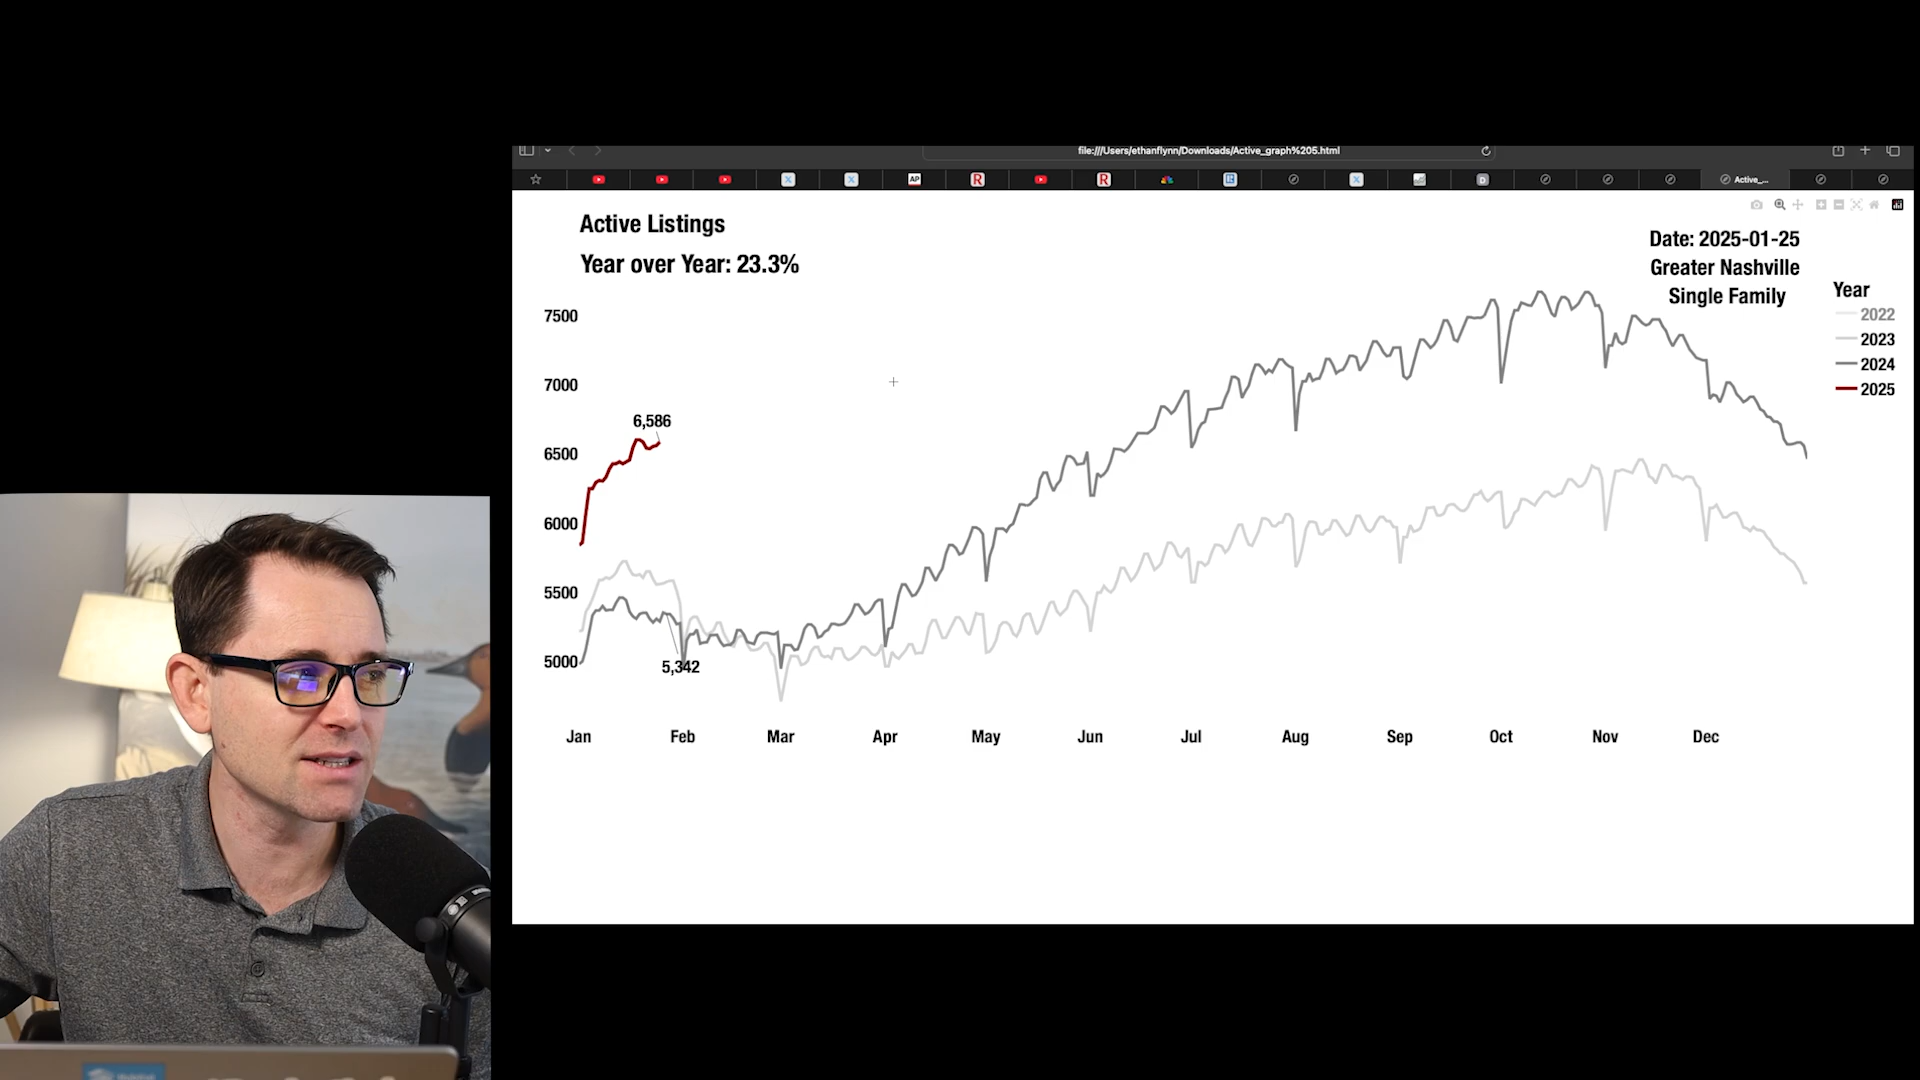 file:///Users/ethanflynn/Downloads/Active_graph%205.html
AP
R
R
D
Active_...
Active Listings
Year over Year: 23.3%
Date: 2025-01-25
Greater Nashville
Single Family
Year
2022
2023
2024
2025
7500
7000
6500
6000
5500
5000
6,586
5,342
Jan Feb Mar Apr May Jun Jul Aug Sep Oct Nov Dec